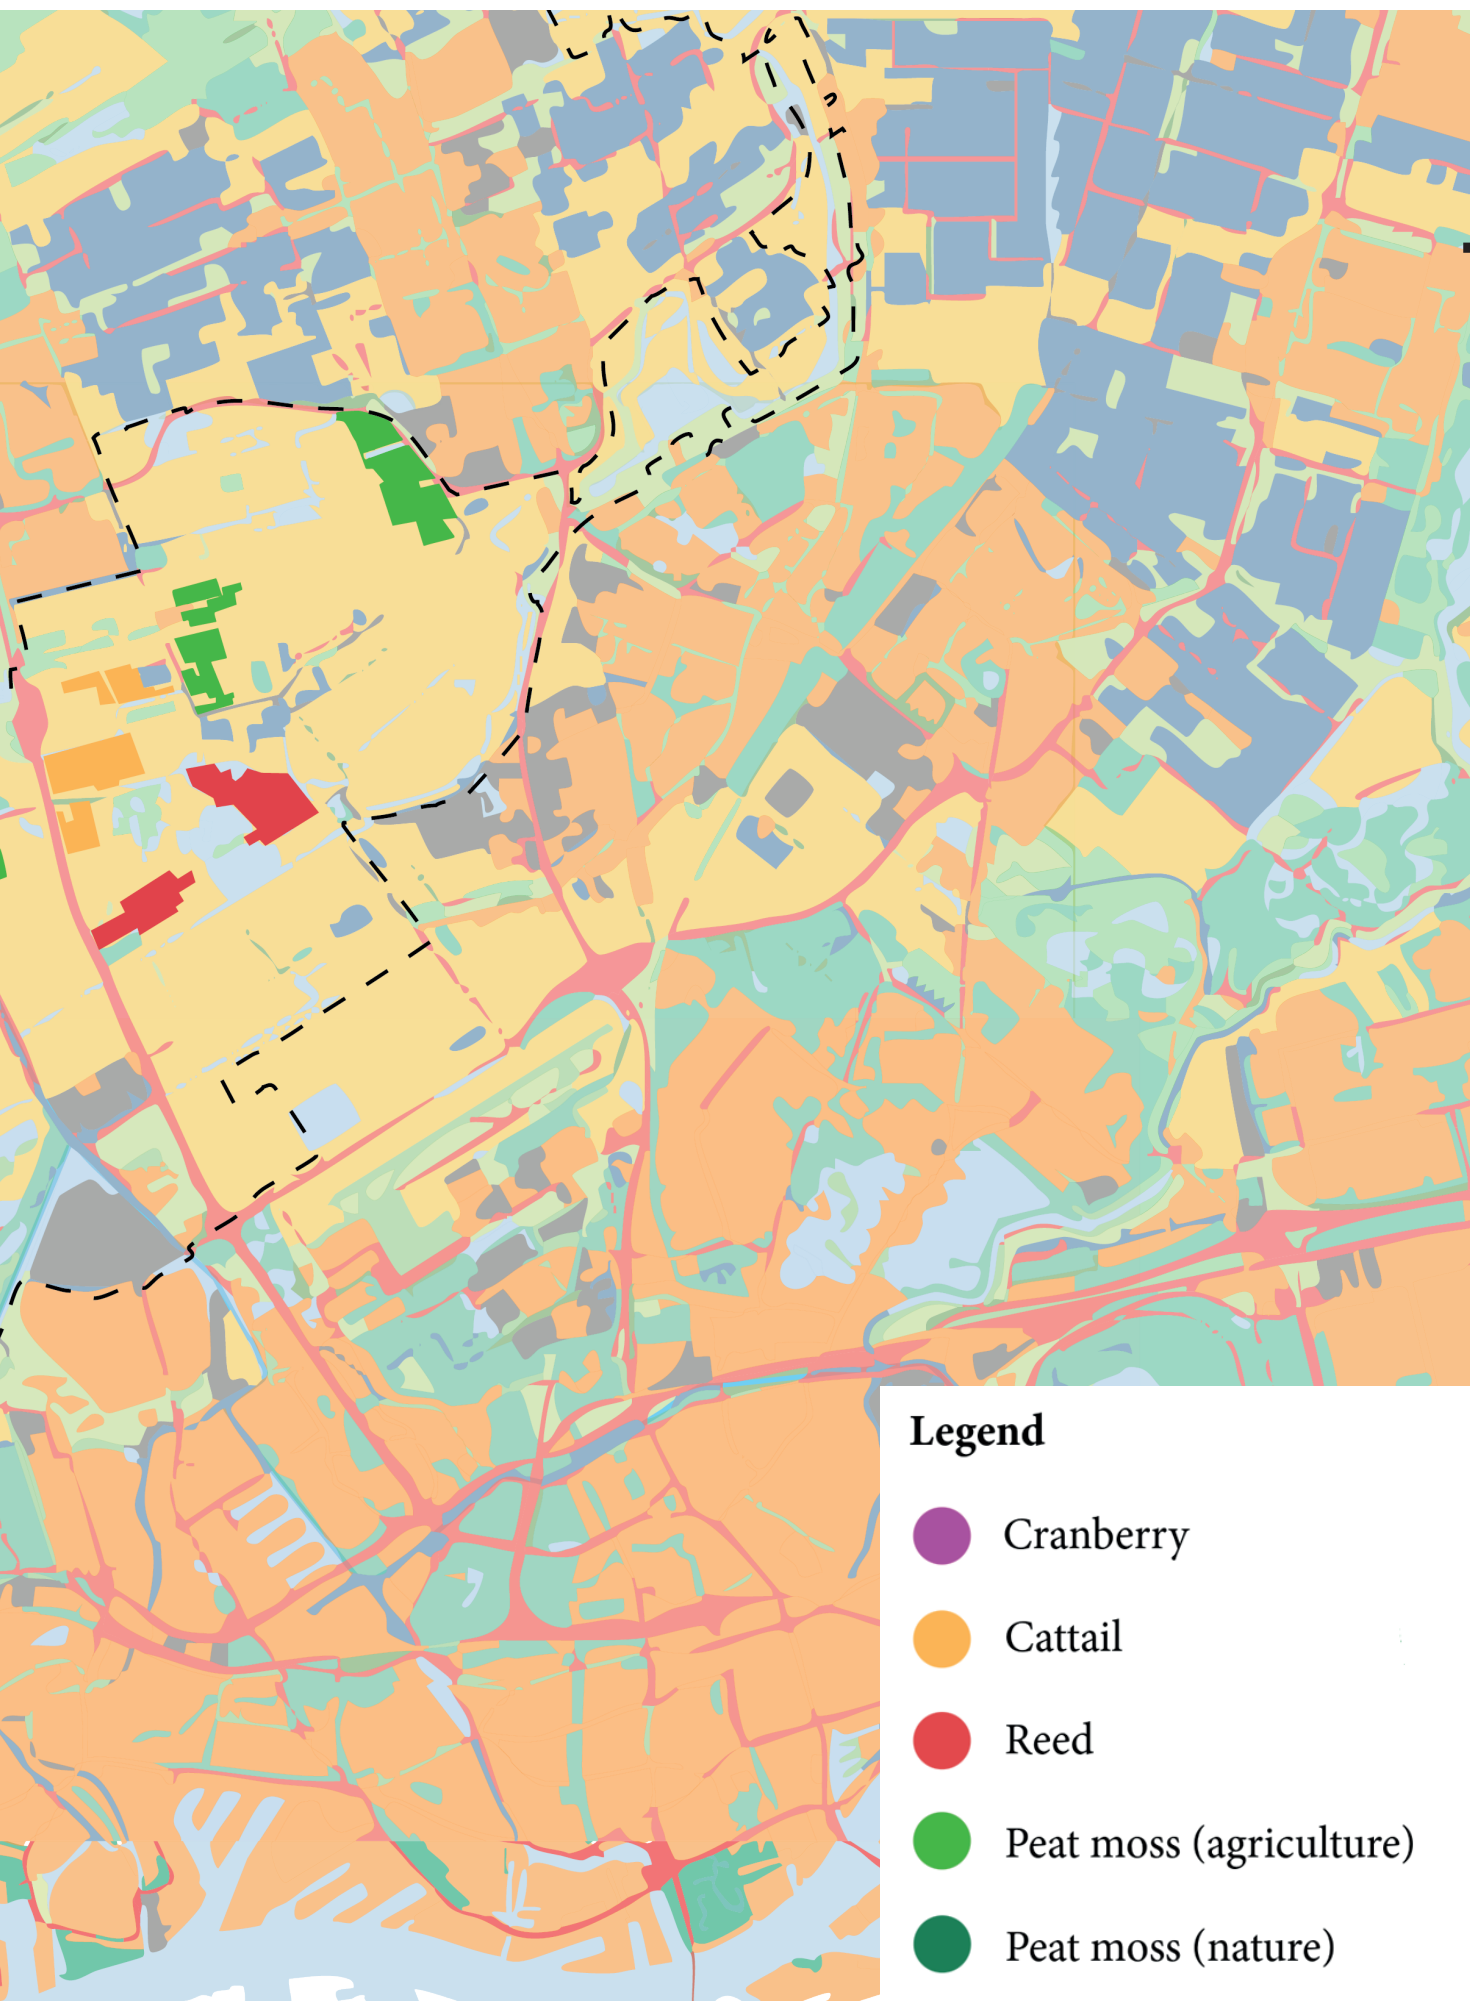 Legend
Cranberry
Cattail
Reed
Peat moss (agriculture)
Peat moss (nature)